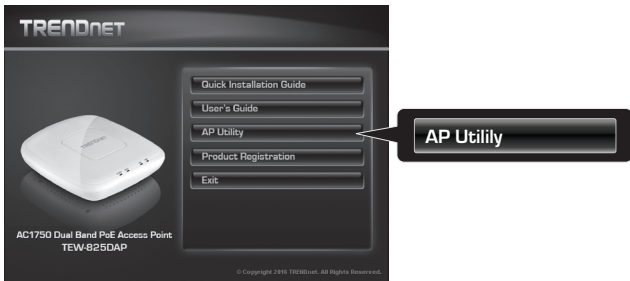 TRENDnet
Quick Installation Guide
User's Guide
AP Utility
Product Registration
Exit
AP Utilily
AC1750 Dual Band PoE Access Point
TEW-825DAP
© Copyright 2016 TRENDnet. All Rights Reserved.